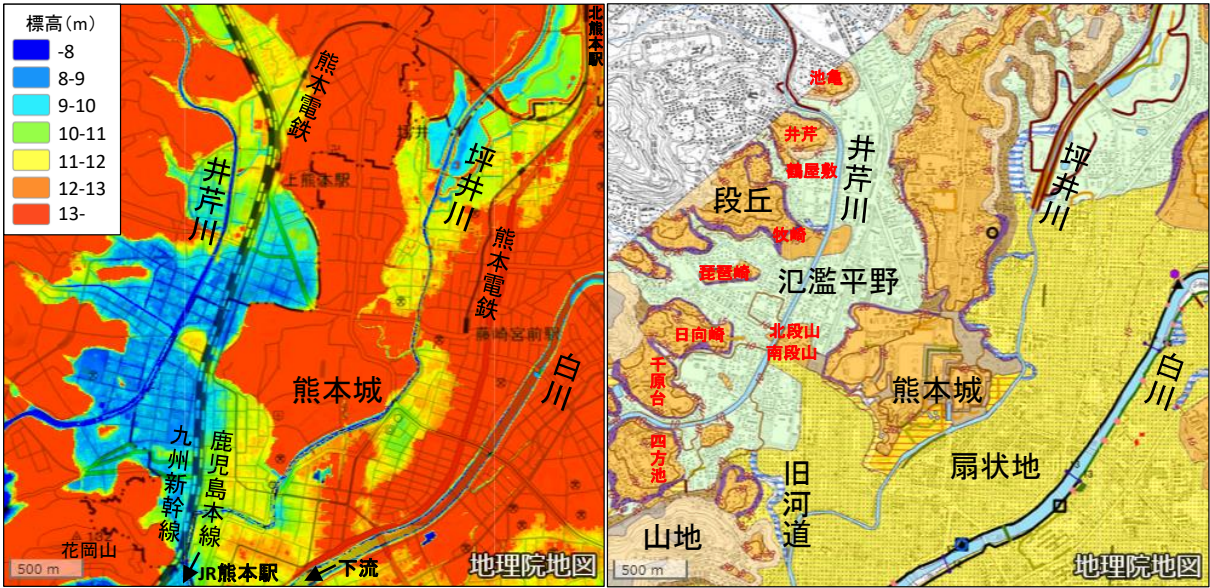 標高(m)
-8
8-9
9-10
10-11
11-12
12-13
13-
北熊本駅
熊本電鉄
坪井川
井芹川
上熊本駅
熊本電鉄
藤崎宮前駅
白川
熊本城
九州新幹線
鹿児島本線
花岡山
JR熊本駅
下流
500 m
地理院地図
池亀
井芹
鶴屋敷
井芹川
坪井川
段丘
牧崎
琵琶崎
氾濫平野
日向崎
北段山
南段山
千原台
熊本城
白川
四方池
旧河道
扇状地
山地
500 m
地理院地図